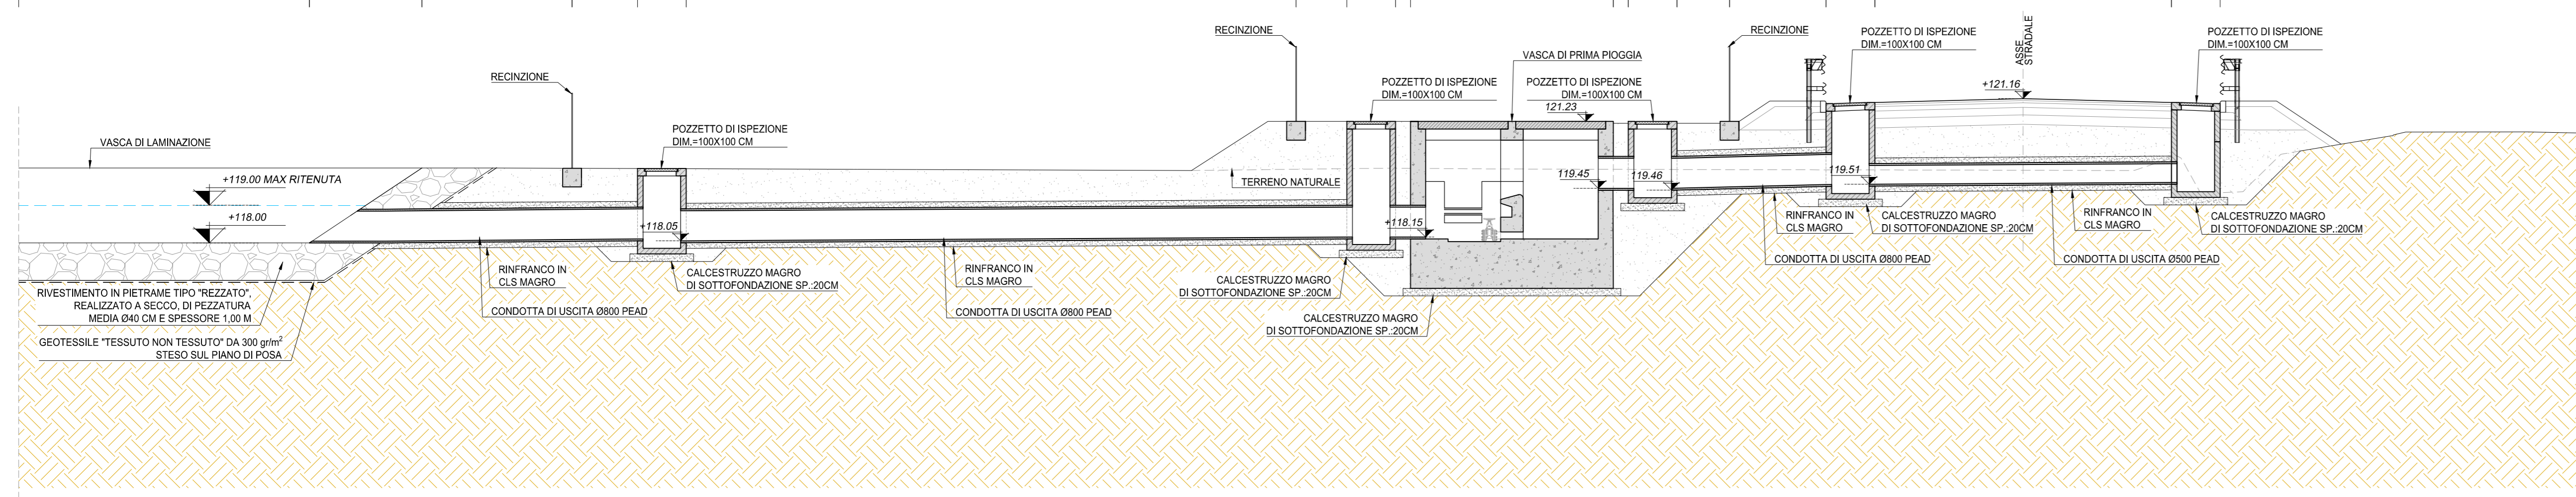 RECINZIONE
RECINZIONE
RECINZIONE
POZZETTO DI ISPEZIONE
DIM.=100X100 CM
ASSE
STRADALE
POZZETTO DI ISPEZIONE
DIM.=100X100 CM
VASCA DI PRIMA PIOGGIA
POZZETTO DI ISPEZIONE
DIM.=100X100 CM
POZZETTO DI ISPEZIONE
DIM.=100X100 CM
+121.16
121.23
VASCA DI LAMINAZIONE
POZZETTO DI ISPEZIONE
DIM.=100X100 CM
+119.00 MAX RITENUTA
TERRENO NATURALE
119.45
119.46
119.51
+118.00
+118.05
+118.15
RINFRANCO IN
CLS MAGRO
CALCESTRUZZO MAGRO
DI SOTTOFONDAZIONE SP.:20CM
RINFRANCO IN
CLS MAGRO
CALCESTRUZZO MAGRO
DI SOTTOFONDAZIONE SP.:20CM
CONDOTTA DI USCITA Ø800 PEAD
CONDOTTA DI USCITA Ø500 PEAD
RINFRANCO IN
CLS MAGRO
CALCESTRUZZO MAGRO
DI SOTTOFONDAZIONE SP.:20CM
RINFRANCO IN
CLS MAGRO
CALCESTRUZZO MAGRO
DI SOTTOFONDAZIONE SP.:20CM
RIVESTIMENTO IN PIETRAME TIPO "REZZATO",
REALIZZATO A SECCO, DI PEZZATURA
MEDIA Ø40 CM E SPESSORE 1,00 M
CONDOTTA DI USCITA Ø800 PEAD
CONDOTTA DI USCITA Ø800 PEAD
CALCESTRUZZO MAGRO
DI SOTTOFONDAZIONE SP.:20CM
GEOTESSILE "TESSUTO NON TESSUTO" DA 300 gr/m²
STESO SUL PIANO DI POSA